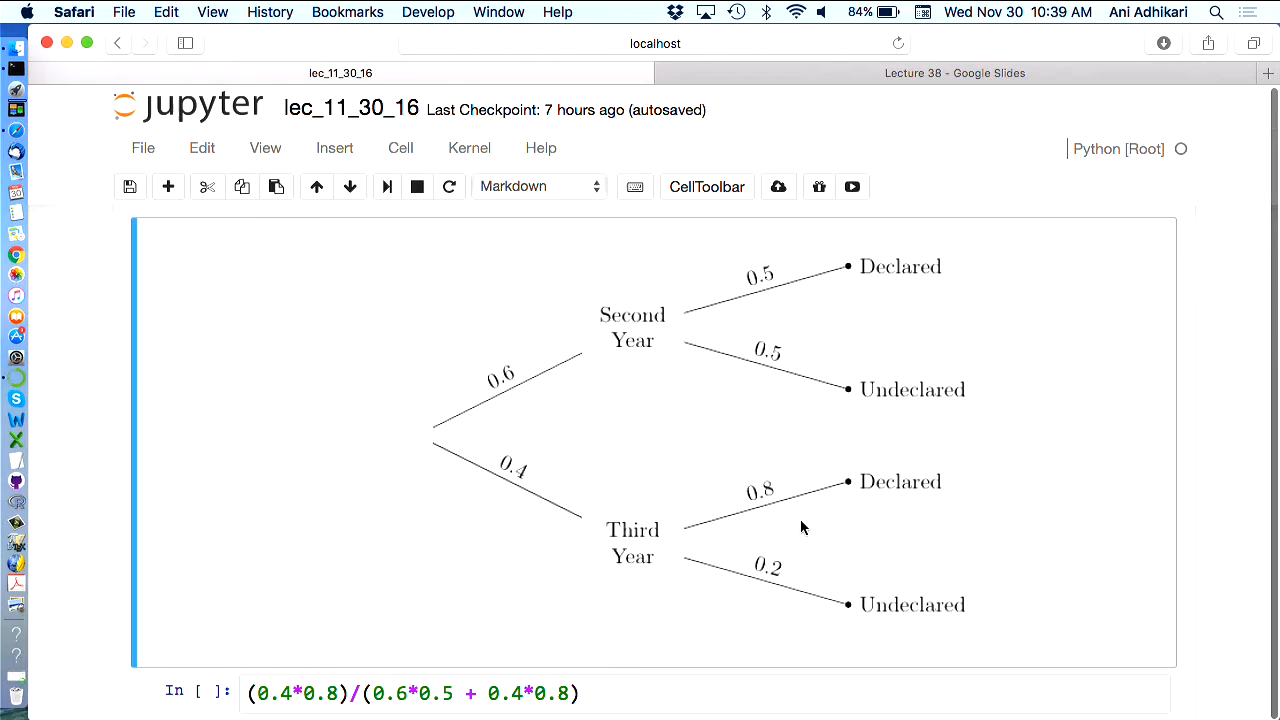 Safari File Edit View History Bookmarks Develop Window Help 84% Wed Nov 30 10:39 AM Ani Adhikari
localhost
lec_11_30_16 Lecture 38 - Google Slides
jupyter lec_11_30_16 Last Checkpoint: 7 hours ago (autosaved)
File Edit View Insert Cell Kernel Help Python [Root]
Markdown CellToolbar
0.5 Declared
Second
Year
0.5 Undeclared
0.6
0.4
0.8 Declared
Third
Year
0.2 Undeclared
In [ ]: (0.4*0.8)/(0.6*0.5 + 0.4*0.8)